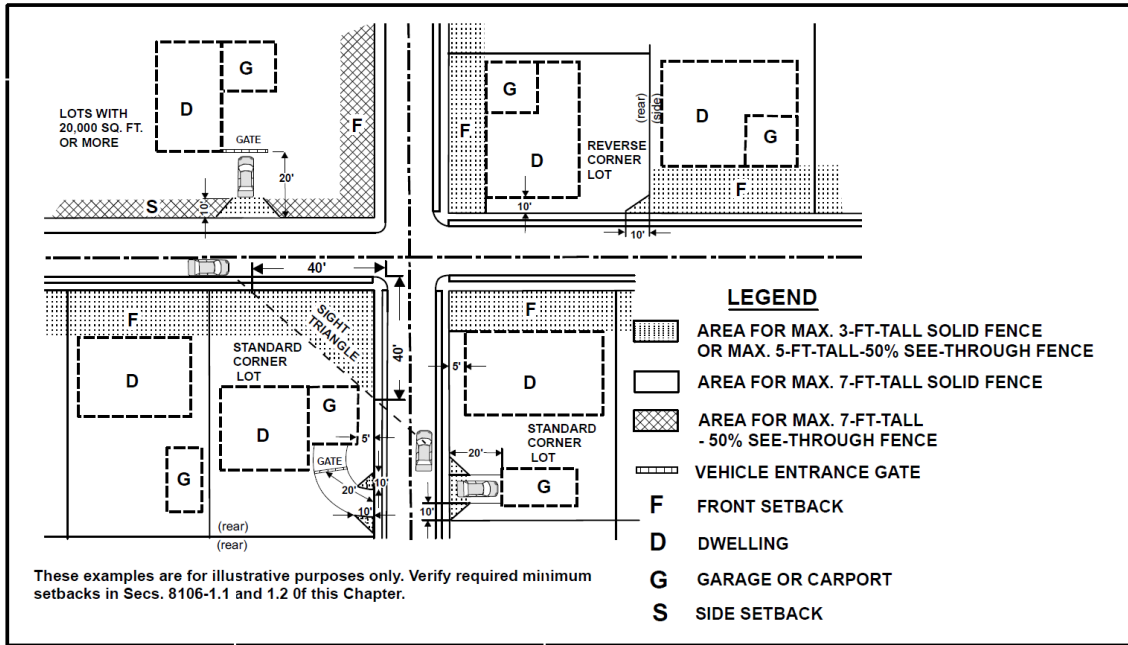 G
D
F
LOTS WITH
20,000 SQ. FT.
OR MORE
GATE
20'
S
10'
G
F
D
REVERSE
CORNER
LOT
10'
(rear)
(side)
D
G
F
10'
40'
F
SIGHT
TRIANGLE
40'
STANDARD
CORNER
LOT
D
G
D
5'
GATE
20'
10'
10'
G
(rear)
(rear)
F
5'
D
STANDARD
CORNER
LOT
20'
G
10'
LEGEND
AREA FOR MAX. 3-FT-TALL SOLID FENCE
OR MAX. 5-FT-TALL-50% SEE-THROUGH FENCE
AREA FOR MAX. 7-FT-TALL SOLID FENCE
AREA FOR MAX. 7-FT-TALL
- 50% SEE-THROUGH FENCE
VEHICLE ENTRANCE GATE
F FRONT SETBACK
D DWELLING
G GARAGE OR CARPORT
S SIDE SETBACK
These examples are for illustrative purposes only. Verify required minimum
setbacks in Secs. 8106-1.1 and 1.2 0f this Chapter.